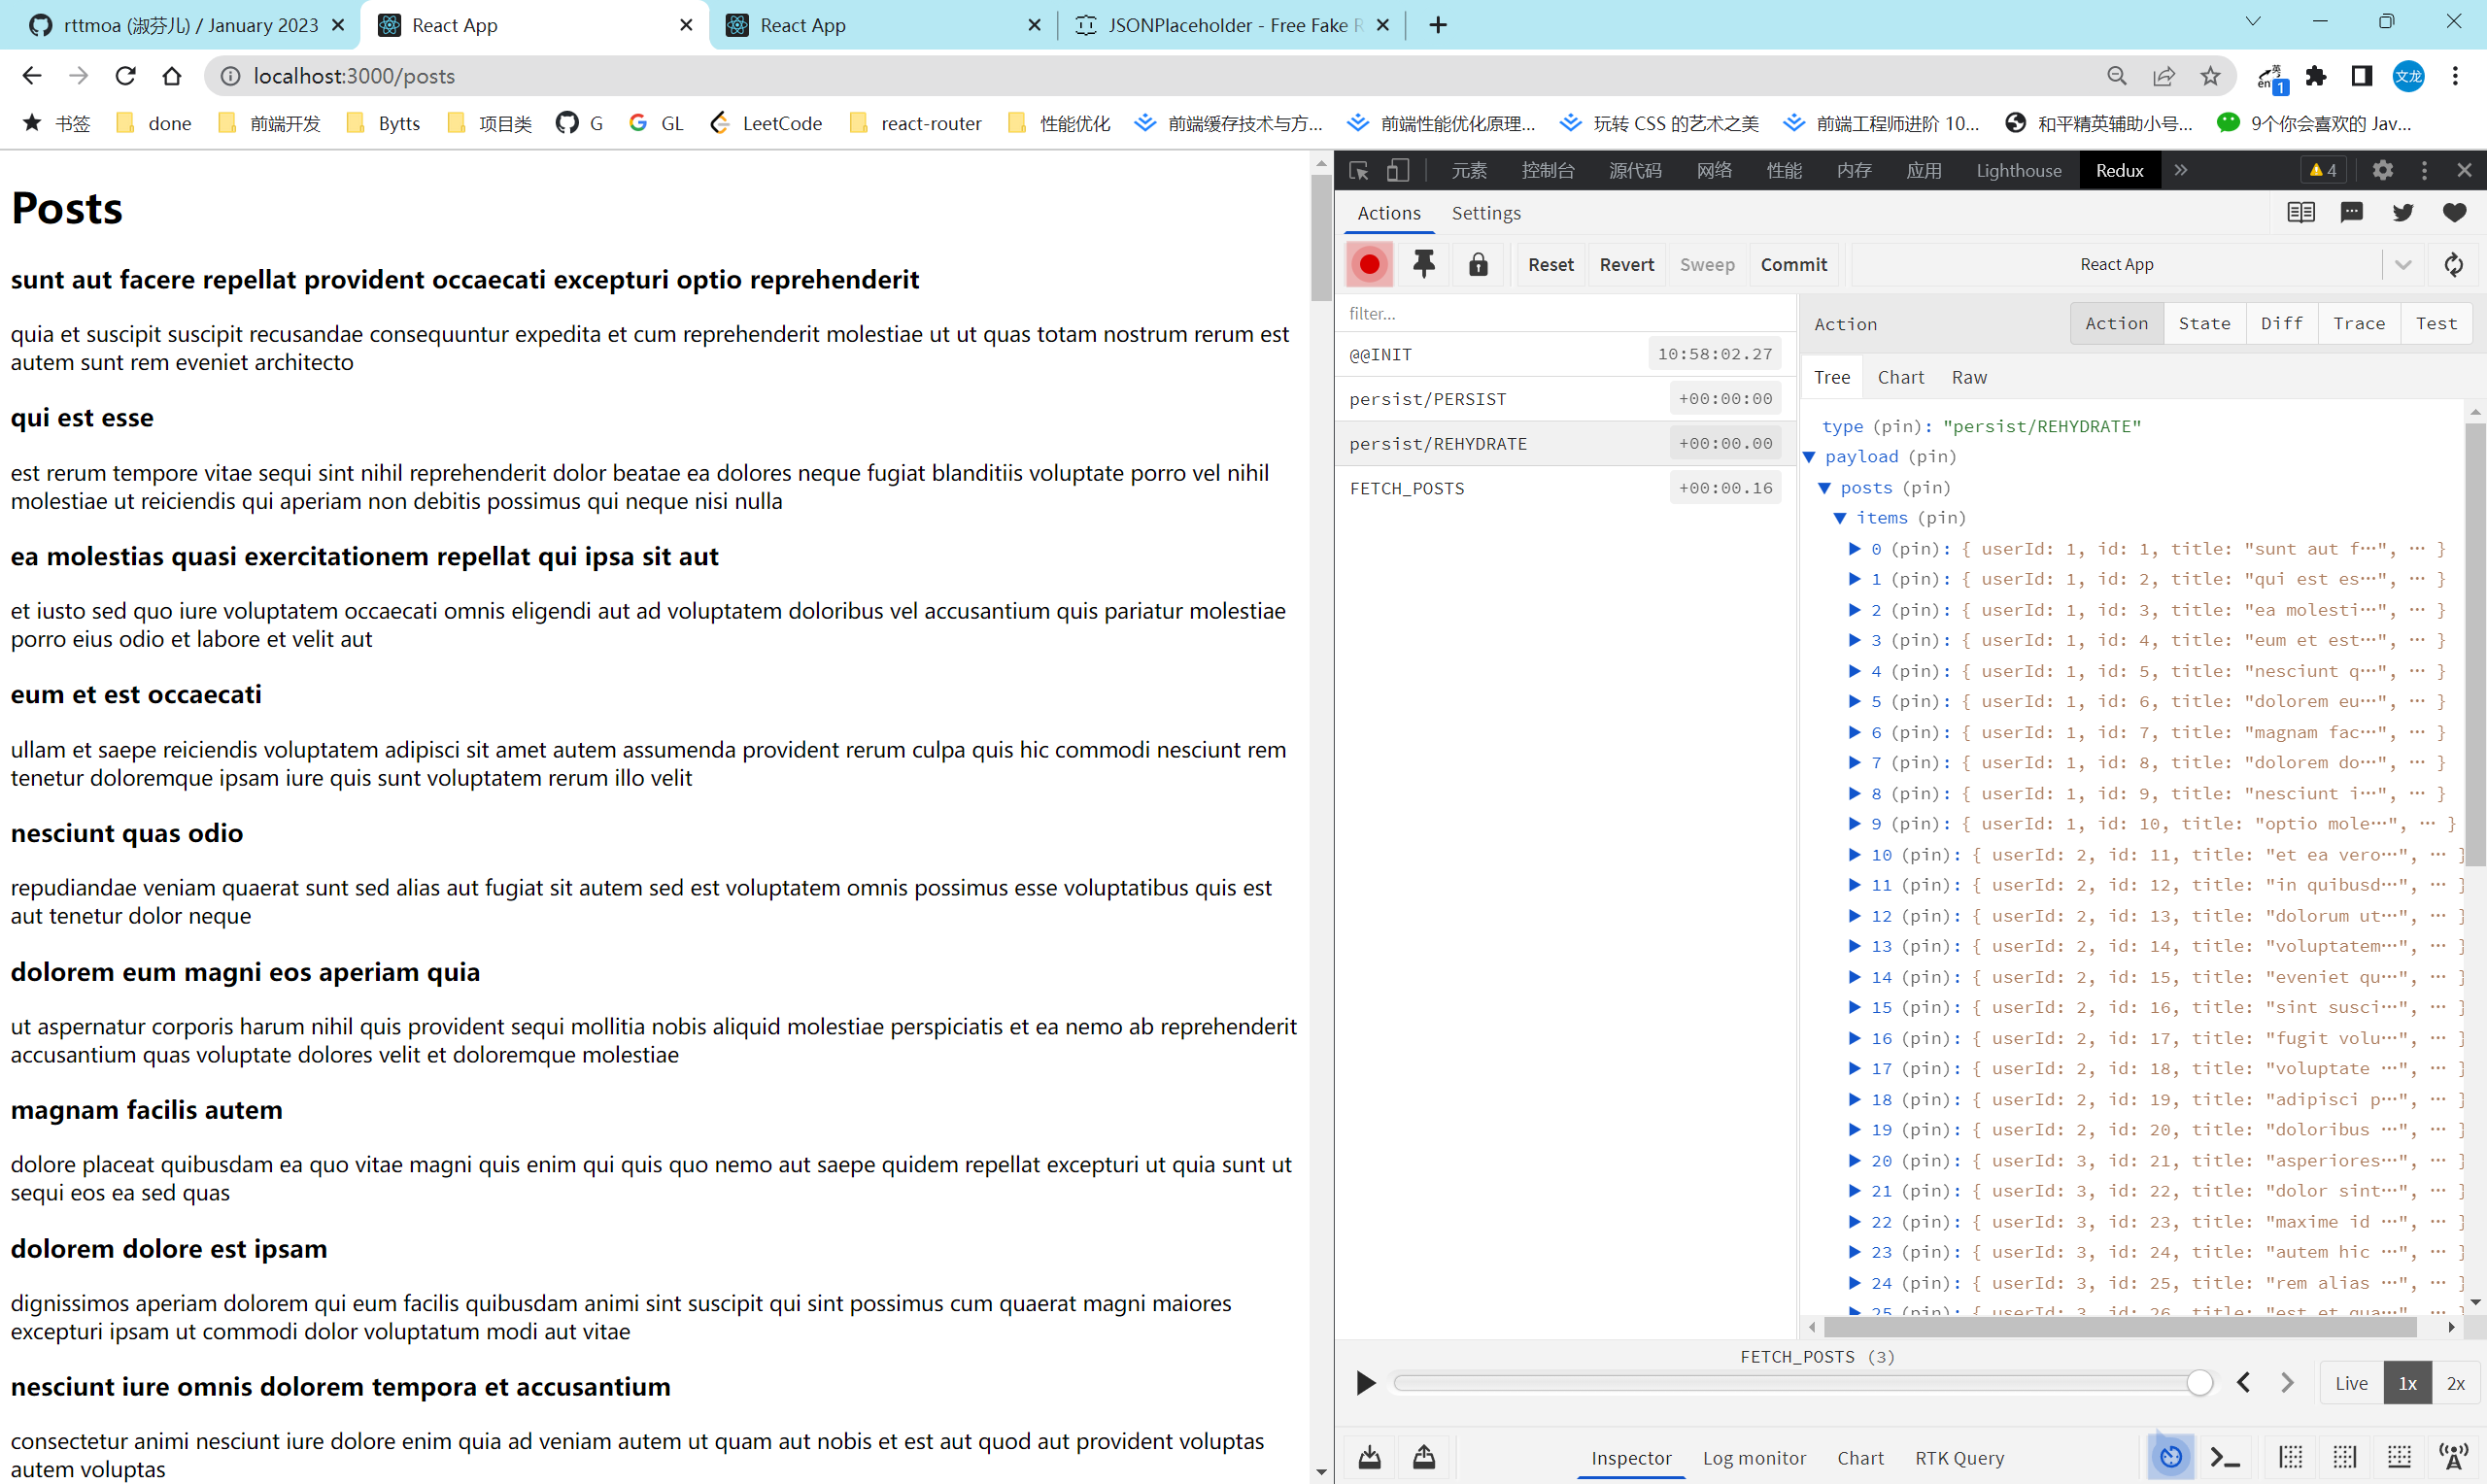 rttmoa (淑芬儿) / January 2023
React App
React App
JSONPlaceholder - Free Fake R
localhost:3000/posts
英
en
1
文龙
书签
done
前端开发
Bytts
项目类
G
GL
LeetCode
react-router
性能优化
前端缓存技术与方...
前端性能优化原理...
玩转 CSS 的艺术之美
前端工程师进阶 10...
和平精英辅助小号...
9个你会喜欢的 Jav...
Posts
sunt aut facere repellat provident occaecati excepturi optio reprehenderit
quia et suscipit suscipit recusandae consequuntur expedita et cum reprehenderit molestiae ut ut quas totam nostrum rerum est
autem sunt rem eveniet architecto
qui est esse
est rerum tempore vitae sequi sint nihil reprehenderit dolor beatae ea dolores neque fugiat blanditiis voluptate porro vel nihil
molestiae ut reiciendis qui aperiam non debitis possimus qui neque nisi nulla
ea molestias quasi exercitationem repellat qui ipsa sit aut
et iusto sed quo iure voluptatem occaecati omnis eligendi aut ad voluptatem doloribus vel accusantium quis pariatur molestiae
porro eius odio et labore et velit aut
eum et est occaecati
ullam et saepe reiciendis voluptatem adipisci sit amet autem assumenda provident rerum culpa quis hic commodi nesciunt rem
tenetur doloremque ipsam iure quis sunt voluptatem rerum illo velit
nesciunt quas odio
repudiandae veniam quaerat sunt sed alias aut fugiat sit autem sed est voluptatem omnis possimus esse voluptatibus quis est
aut tenetur dolor neque
dolorem eum magni eos aperiam quia
ut aspernatur corporis harum nihil quis provident sequi mollitia nobis aliquid molestiae perspiciatis et ea nemo ab reprehenderit
accusantium quas voluptate dolores velit et doloremque molestiae
magnam facilis autem
dolore placeat quibusdam ea quo vitae magni quis enim qui quis quo nemo aut saepe quidem repellat excepturi ut quia sunt ut
sequi eos ea sed quas
dolorem dolore est ipsam
dignissimos aperiam dolorem qui eum facilis quibusdam animi sint suscipit qui sint possimus cum quaerat magni maiores
excepturi ipsam ut commodi dolor voluptatum modi aut vitae
nesciunt iure omnis dolorem tempora et accusantium
consectetur animi nesciunt iure dolore enim quia ad veniam autem ut quam aut nobis et est aut quod aut provident voluptas
autem voluptas
元素
控制台
源代码
网络
性能
内存
应用
Lighthouse
Redux
4
Actions
Settings
Reset
Revert
Sweep
Commit
React App
filter...
@@INIT 10:58:02.27
persist/PERSIST +00:00:00
persist/REHYDRATE +00:00.00
FETCH_POSTS +00:00.16
Action
Action
State
Diff
Trace
Test
Tree
Chart
Raw
type (pin): "persist/REHYDRATE"
payload (pin)
posts (pin)
items (pin)
0 (pin): { userId: 1, id: 1, title: "sunt aut f…", … }
1 (pin): { userId: 1, id: 2, title: "qui est es…", … }
2 (pin): { userId: 1, id: 3, title: "ea molesti…", … }
3 (pin): { userId: 1, id: 4, title: "eum et est…", … }
4 (pin): { userId: 1, id: 5, title: "nesciunt q…", … }
5 (pin): { userId: 1, id: 6, title: "dolorem eu…", … }
6 (pin): { userId: 1, id: 7, title: "magnam fac…", … }
7 (pin): { userId: 1, id: 8, title: "dolorem do…", … }
8 (pin): { userId: 1, id: 9, title: "nesciunt i…", … }
9 (pin): { userId: 1, id: 10, title: "optio mole…", … }
10 (pin): { userId: 2, id: 11, title: "et ea vero…", … }
11 (pin): { userId: 2, id: 12, title: "in quibusd…", … }
12 (pin): { userId: 2, id: 13, title: "dolorum ut…", … }
13 (pin): { userId: 2, id: 14, title: "voluptatem…", … }
14 (pin): { userId: 2, id: 15, title: "eveniet qu…", … }
15 (pin): { userId: 2, id: 16, title: "sint susci…", … }
16 (pin): { userId: 2, id: 17, title: "fugit volu…", … }
17 (pin): { userId: 2, id: 18, title: "voluptate …", … }
18 (pin): { userId: 2, id: 19, title: "adipisci p…", … }
19 (pin): { userId: 2, id: 20, title: "doloribus …", … }
20 (pin): { userId: 3, id: 21, title: "asperiores…", … }
21 (pin): { userId: 3, id: 22, title: "dolor sint…", … }
22 (pin): { userId: 3, id: 23, title: "maxime id …", … }
23 (pin): { userId: 3, id: 24, title: "autem hic …", … }
24 (pin): { userId: 3, id: 25, title: "rem alias …", … }
25 (pin): { userId: 3, id: 26, title: "est et qua…", … }
FETCH_POSTS (3)
Live
1x
2x
Inspector
Log monitor
Chart
RTK Query